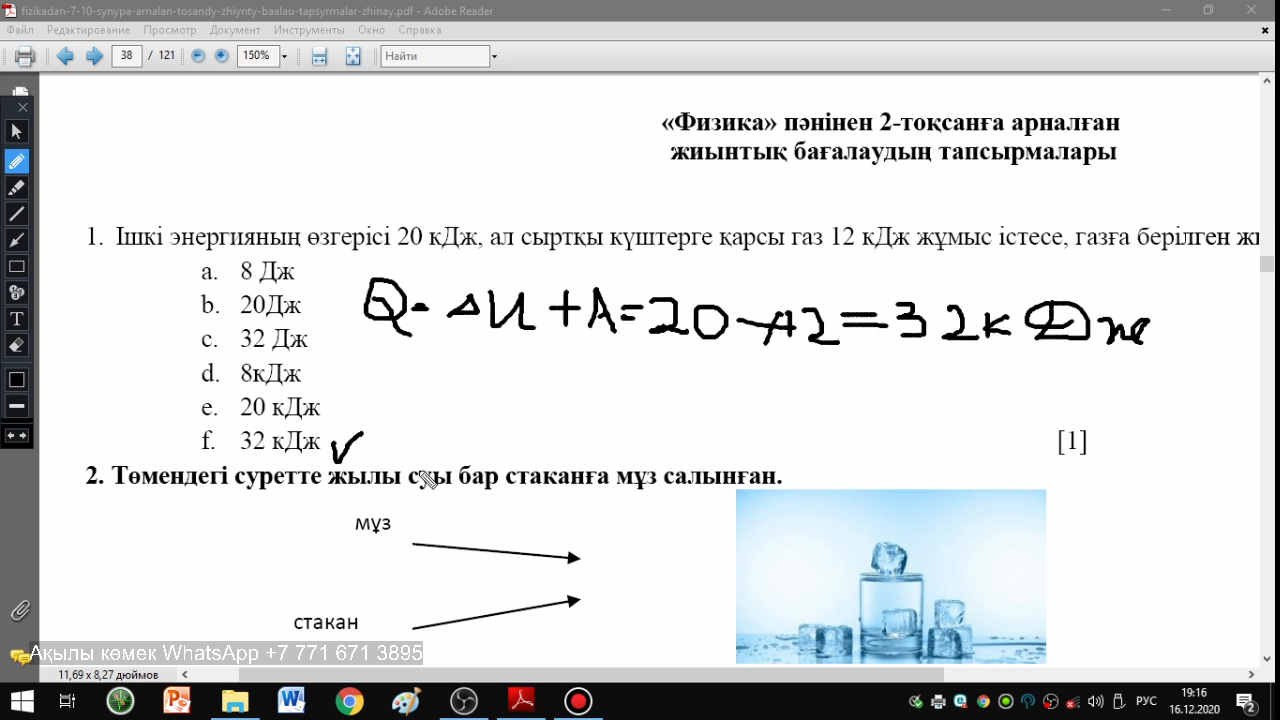 fizikadan-7-10-synypa-arnalan-tosandy-zhiynty-baalau-tapsyrmalar-zhinay.pdf - Adobe Reader
Файл Редактирование Просмотр Документ Инструменты Окно Справка
38 / 121 150% Найти
«Физика» пәнінен 2-тоқсанға арналған
жиынтық бағалаудың тапсырмалары
1. Ішкі энергияның өзгерісі 20 кДж, ал сыртқы күштерге қарсы газ 12 кДж жұмыс істесе, газға берілген
a. 8 Дж
b. 20Дж
c. 32 Дж
d. 8кДж
e. 20 кДж
f. 32 кДж
Q = ΔU + A = 20 + 12 = 32 кДж
[1]
2. Төмендегі суретте жылы суы бар стаканға мұз салынған.
мұз
стакан
Ақылы көмек WhatsApp +7 771 671 3895
11,69 x 8,27 дюймов
T
W
РУС
19:16
16.12.2020
2